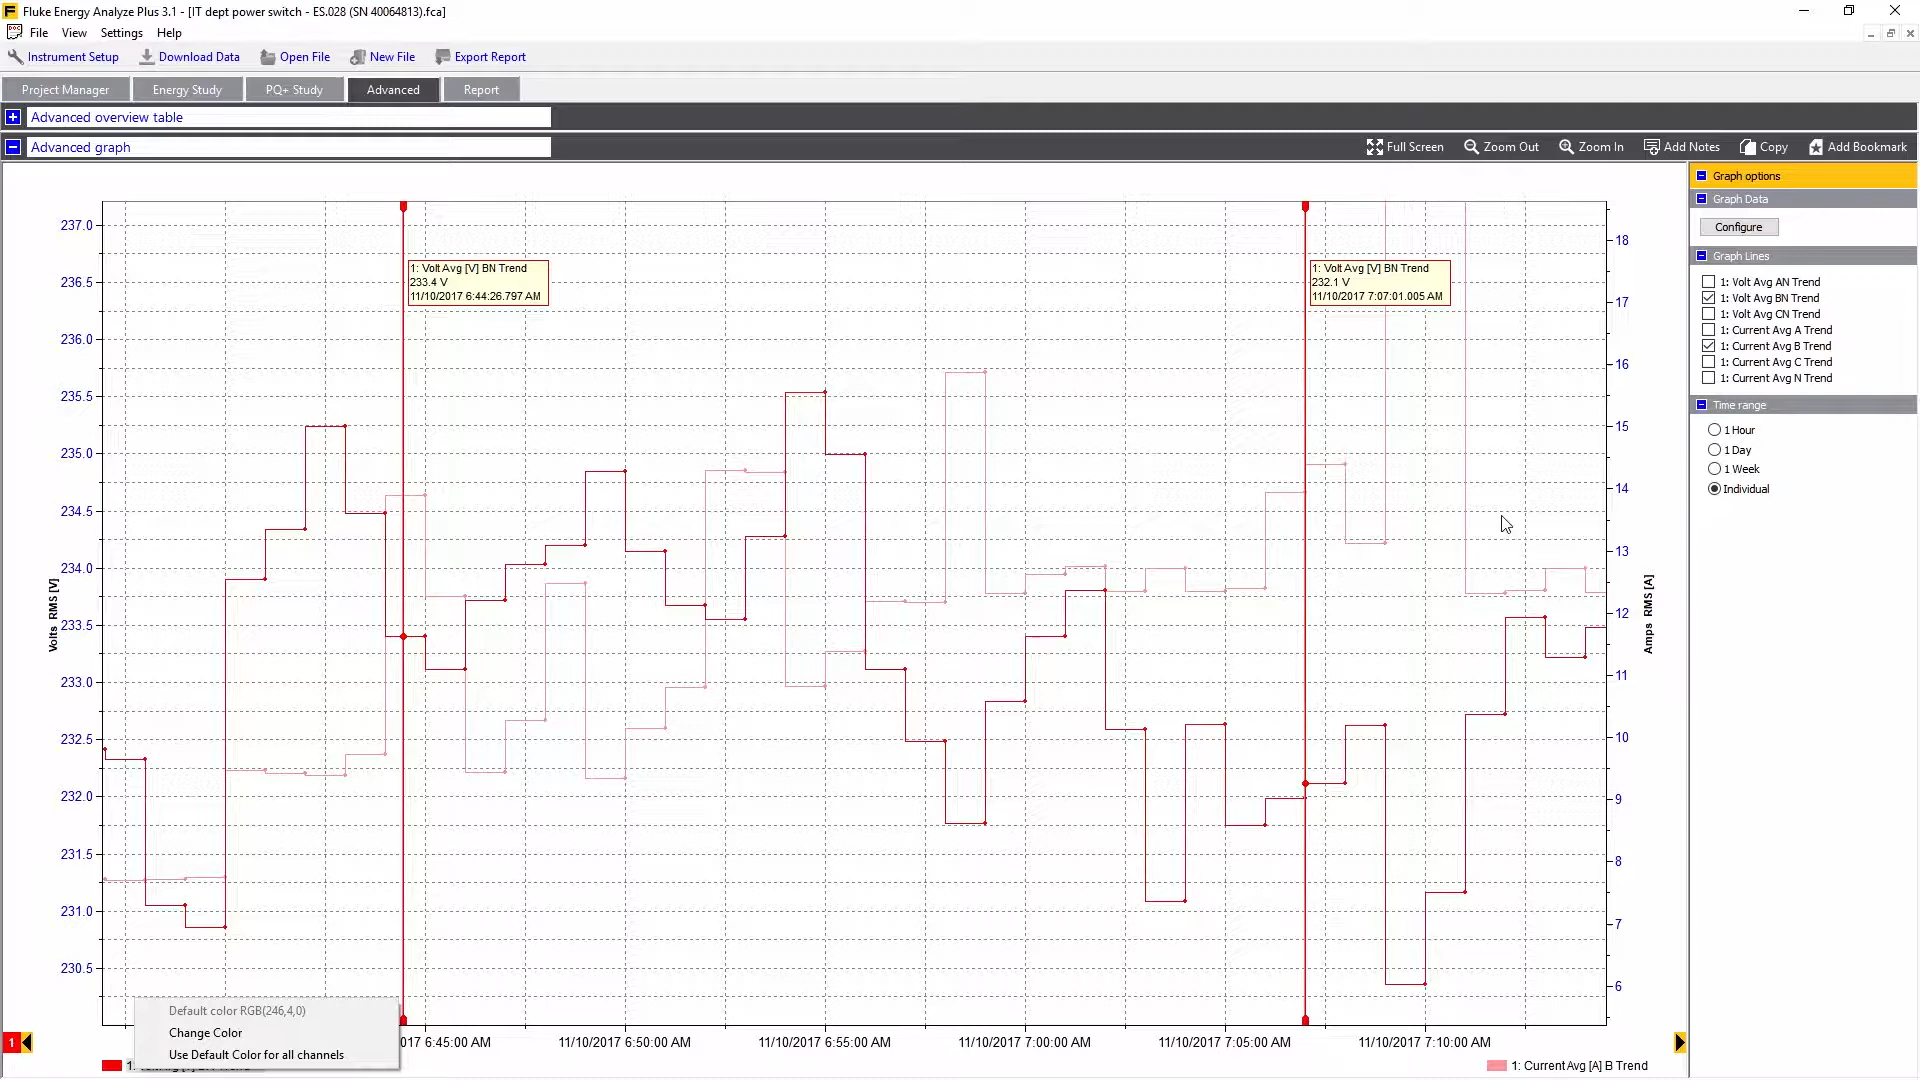 Fluke Energy Analyze Plus 3.1 - [IT dept power switch - ES.028 (SN 40064813).fca]
File View Settings Help
Instrument Setup Download Data Open File New File Export Report
Project Manager Energy Study PQ+ Study Advanced Report
Advanced overview table
Advanced graph Full Screen Zoom Out Zoom In Add Notes Copy Add Bookmark
Graph options
Graph Data
Configure
Graph Lines
1: Volt Avg AN Trend
1: Volt Avg BN Trend
1: Volt Avg CN Trend
1: Current Avg A Trend
1: Current Avg B Trend
1: Current Avg C Trend
1: Current Avg N Trend
Time range
1 Hour
1 Day
1 Week
Individual
1: Volt Avg [V] BN Trend
233.4 V
11/10/2017 6:44:26.797 AM
1: Volt Avg [V] BN Trend
232.1 V
11/10/2017 7:07:01.005 AM
237.0
236.5
236.0
235.5
235.0
234.5
234.0
233.5
233.0
232.5
232.0
231.5
231.0
230.5
Volts RMS [V]
18
17
16
15
14
13
12
11
10
9
8
7
6
Amps RMS [A]
Default color RGB(246,4,0)
Change Color
Use Default Color for all channels
1
017 6:45:00 AM 11/10/2017 6:50:00 AM 11/10/2017 6:55:00 AM 11/10/2017 7:00:00 AM 11/10/2017 7:05:00 AM 11/10/2017 7:10:00 AM
1: Current Avg [A] B Trend